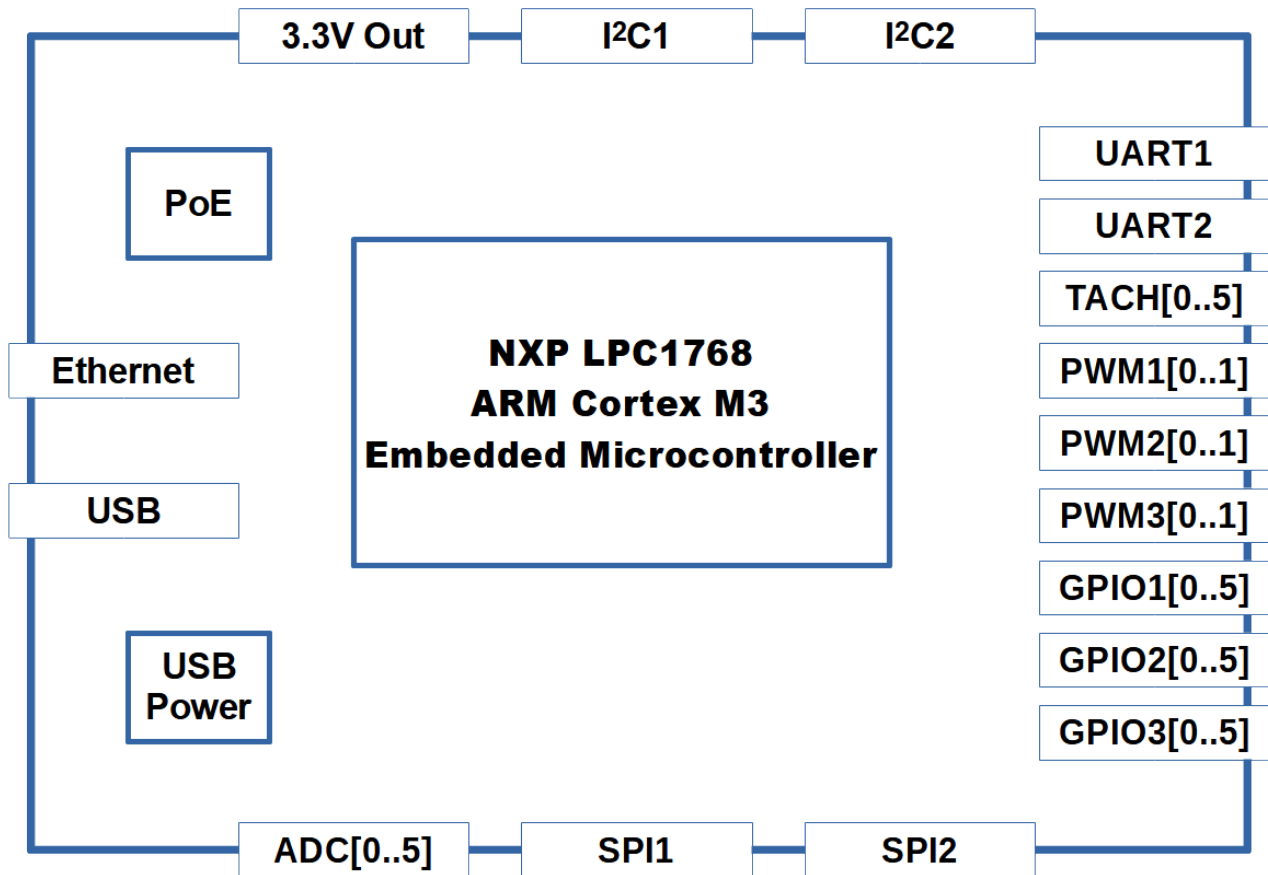 3.3V Out
I²C1
I²C2
UART1
PoE
UART2
TACH[0..5]
NXP LPC1768
ARM Cortex M3
Embedded Microcontroller
Ethernet
PWM1[0..1]
PWM2[0..1]
USB
PWM3[0..1]
GPIO1[0..5]
USB
Power
GPIO2[0..5]
GPIO3[0..5]
ADC[0..5]
SPI1
SPI2